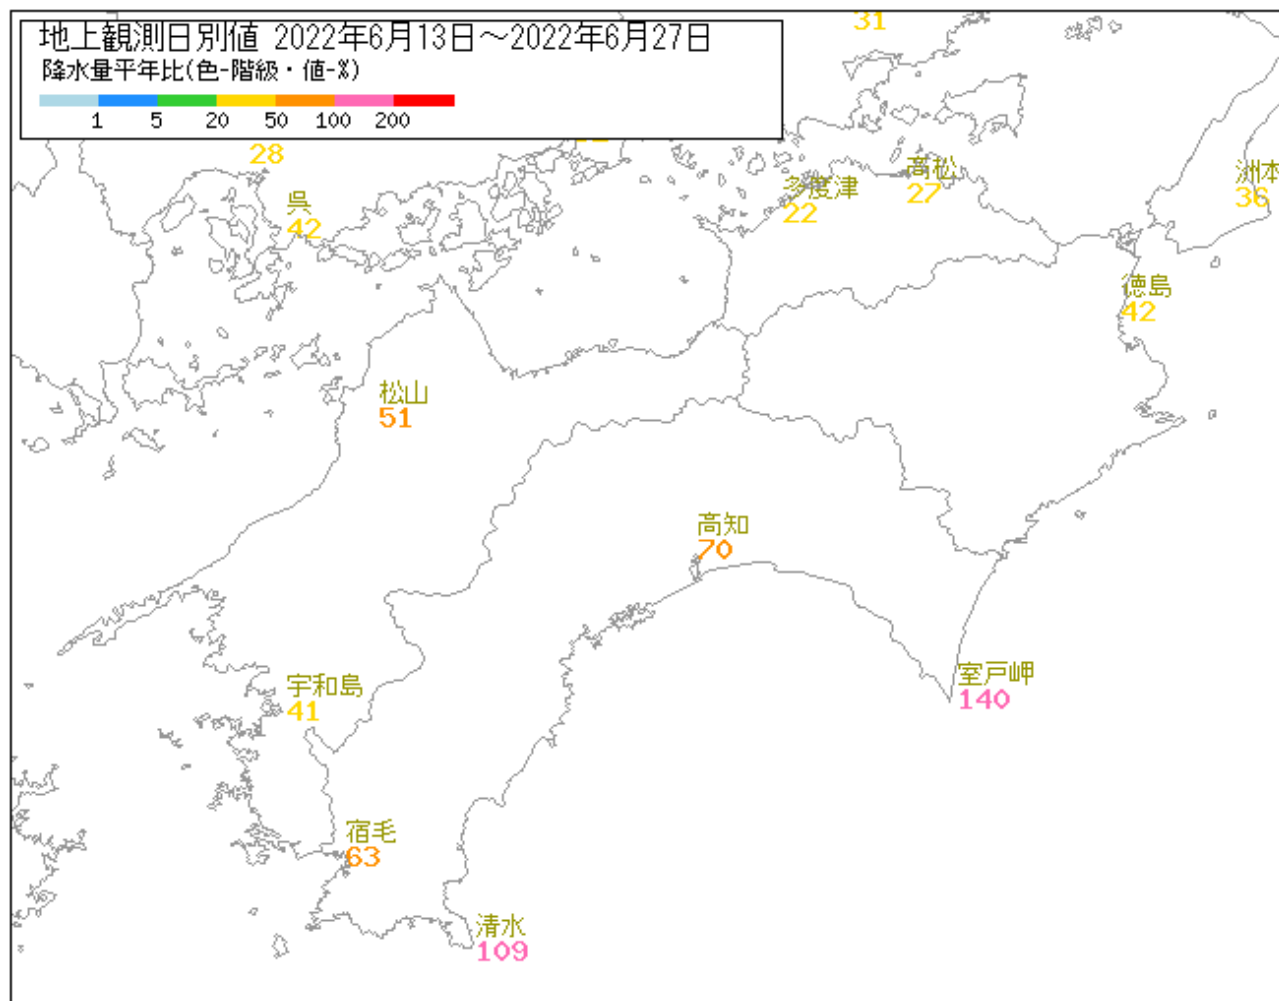 31
地上観測日別値 2022年6月13日～2022年6月27日
降水量平年比(色-階級・値-%)
1 5 20 50 100 200
28
高松
27
洲本
36
多度津
22
呉
42
徳島
42
松山
51
高知
70
室戸岬
140
宇和島
41
宿毛
63
清水
109